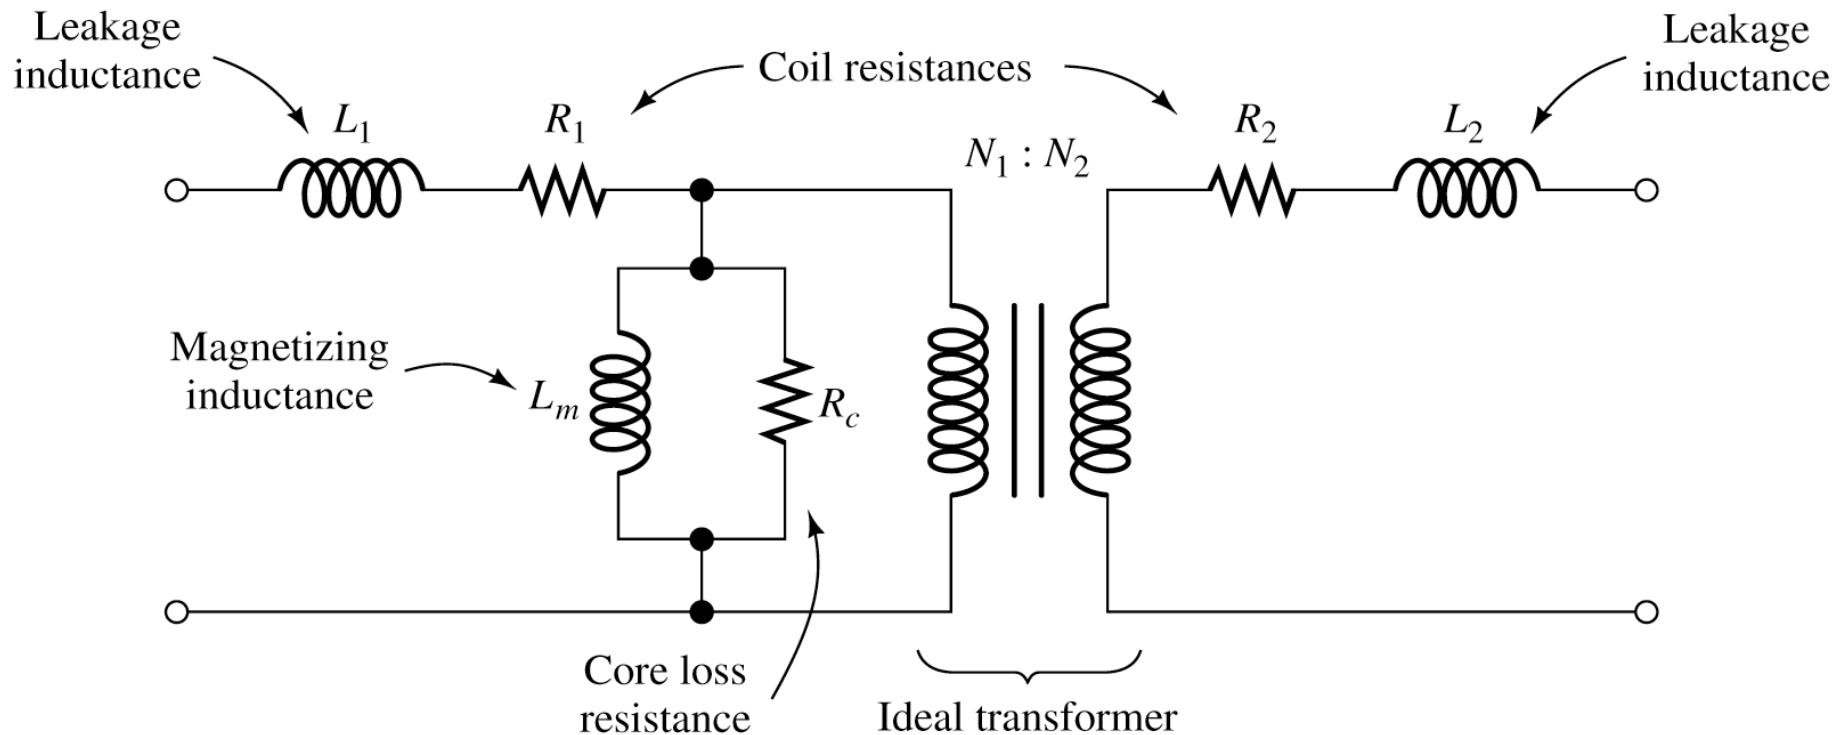 Leakage
inductance
Coil resistances
Leakage
inductance
L1
R1
N1 : N2
R2
L2
Magnetizing
inductance
Lm
Rc
Core loss
resistance
Ideal transformer